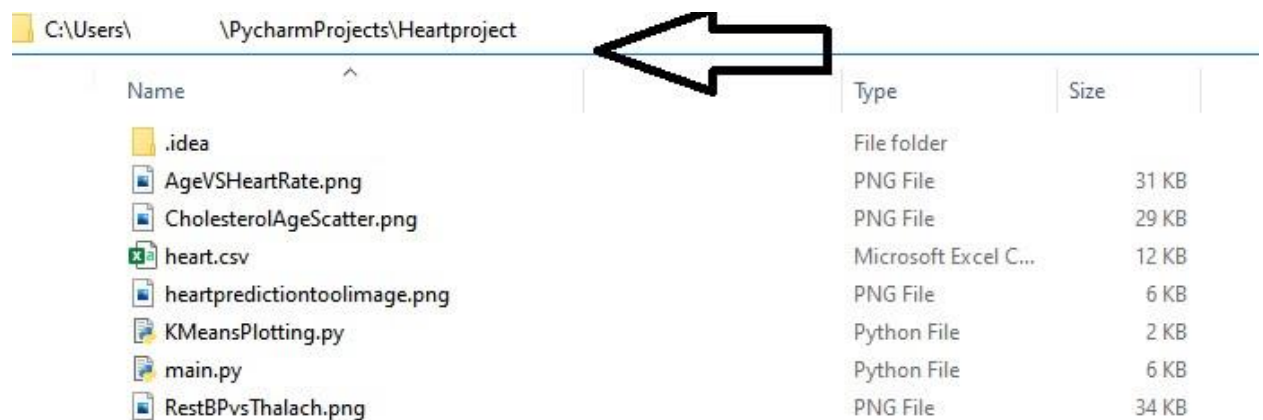 C:\Users\ \PycharmProjects\Heartproject
Name Type Size
.idea File folder
AgeVSHeartRate.png PNG File 31 KB
CholesterolAgeScatter.png PNG File 29 KB
heart.csv Microsoft Excel C... 12 KB
heartpredictiontoolimage.png PNG File 6 KB
KMeansPlotting.py Python File 2 KB
main.py Python File 6 KB
RestBPvsThalach.png PNG File 34 KB